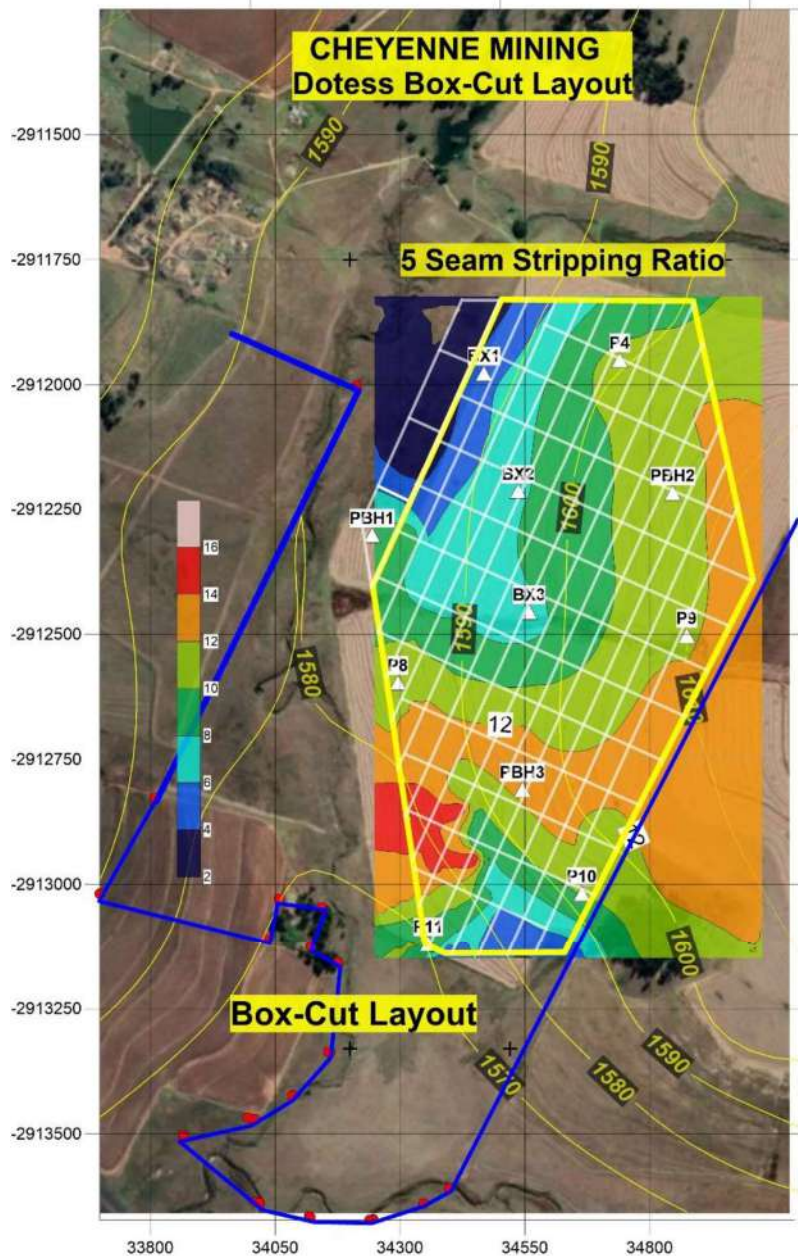 CHEYENNE MINING
Dotess Box-Cut Layout
-2911500
1590
1590
-2911750
5 Seam Stripping Ratio
P4
BX1
-2912000
BX2
PBH2
-2912250
PBH1
1600
16
14
BX3
-2912500
1590
P9
12
P8
1580
10
12
-2912750
8
PBH3
6
4
2
P10
-2913000
P11
1600
-2913250
Box-Cut Layout
1570
1590
1580
-2913500
33800 34050 34300 34550 34800